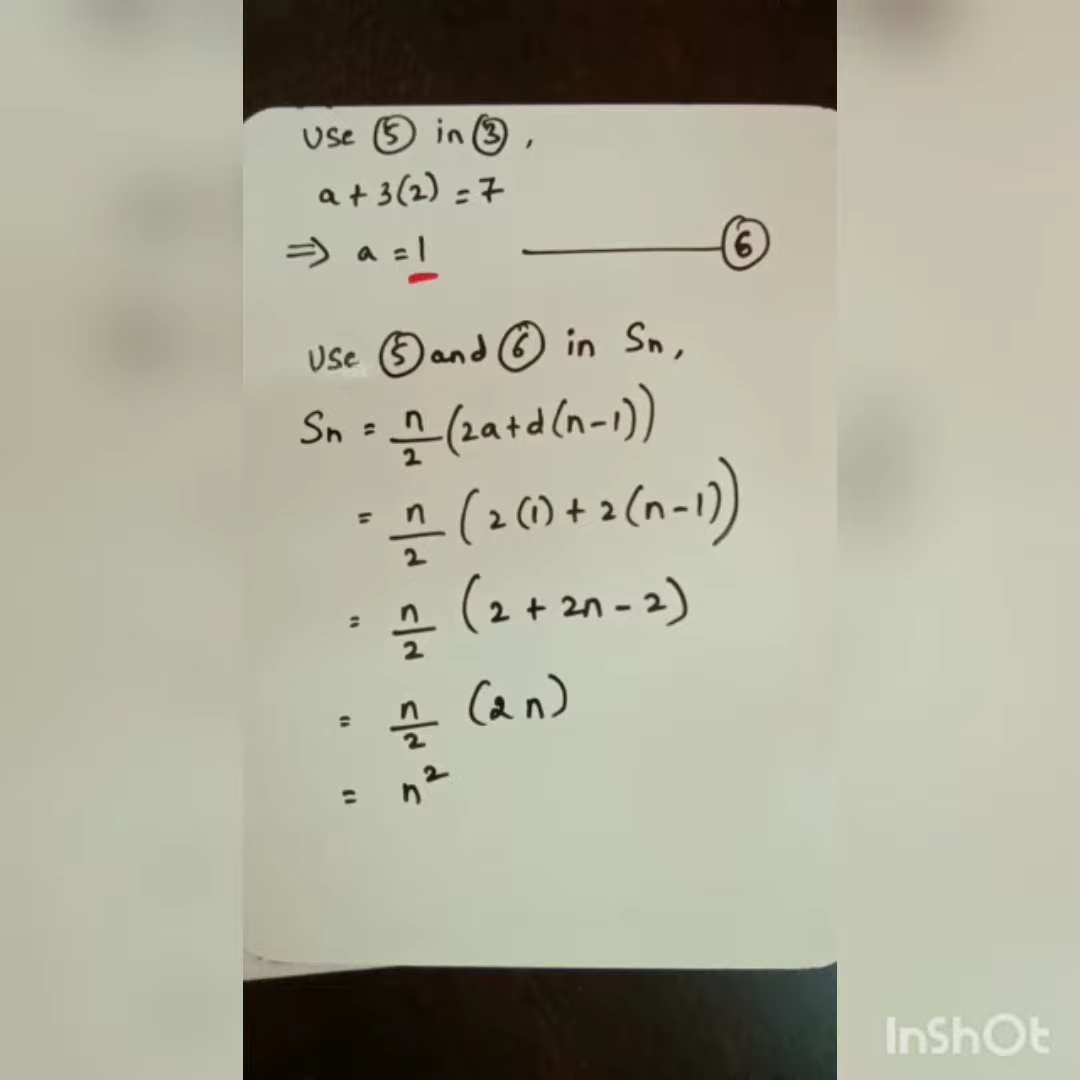 Use ⑤ in ③,
a + 3(2) = 7
⇒ a = 1 ⑥
Use ⑤ and ⑥ in Sn,
Sn = n/2 (2a+d(n-1))
= n/2 (2(1) + 2(n-1))
= n/2 (2 + 2n - 2)
= n/2 (2n)
= n²
InShOt